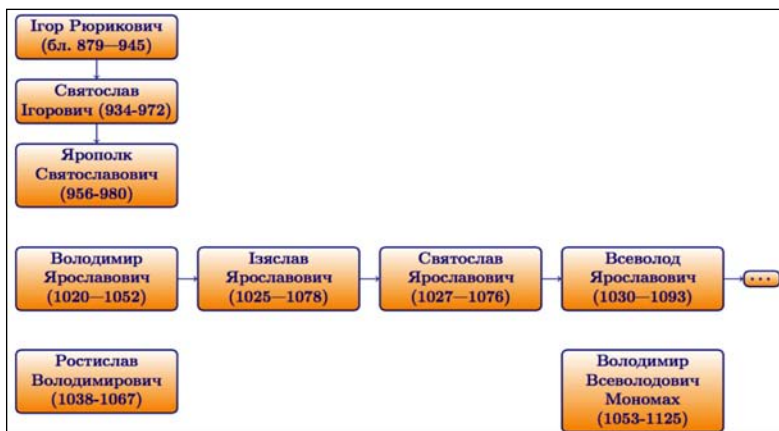 Ігор Рюрикович
(бл. 879—945)
Святослав
Ігорович (934-972)
Ярополк
Святославович
(956-980)
Володимир
Ярославович
(1020—1052)
Ізяслав
Ярославович
(1025—1078)
Святослав
Ярославович
(1027—1076)
Всеволод
Ярославович
(1030—1093)
...
Ростислав
Володимирович
(1038-1067)
Володимир
Всеволодович
Мономах
(1053-1125)